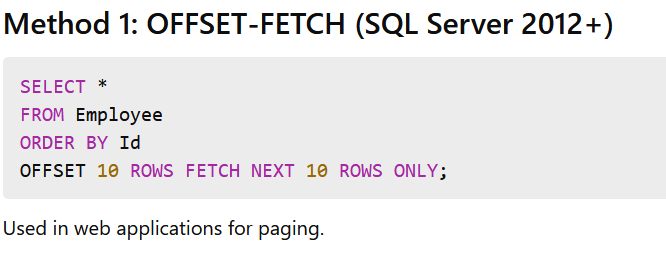 Method 1: OFFSET-FETCH (SQL Server 2012+)
SELECT *
FROM Employee
ORDER BY Id
OFFSET 10 ROWS FETCH NEXT 10 ROWS ONLY;
Used in web applications for paging.